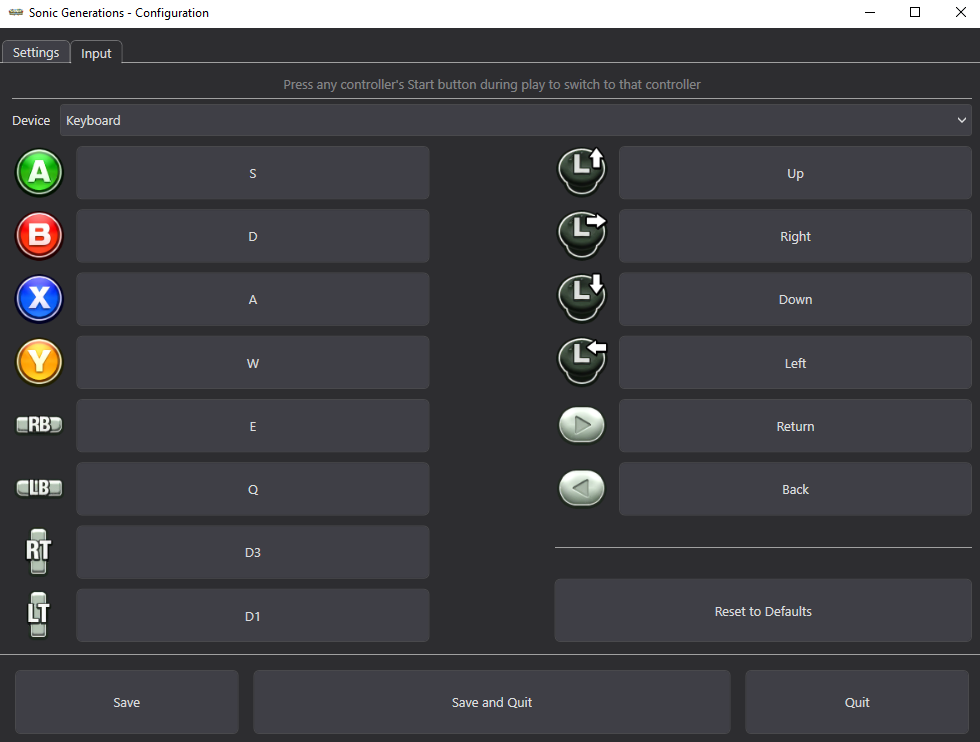 Sonic Generations - Configuration
Settings
Input
Press any controller's Start button during play to switch to that controller
Device
Keyboard
A
S
L
Up
B
D
L
Right
X
A
L
Down
Y
W
L
Left
RB
E
Return
LB
Q
Back
RT
D3
LT
D1
Reset to Defaults
Save
Save and Quit
Quit